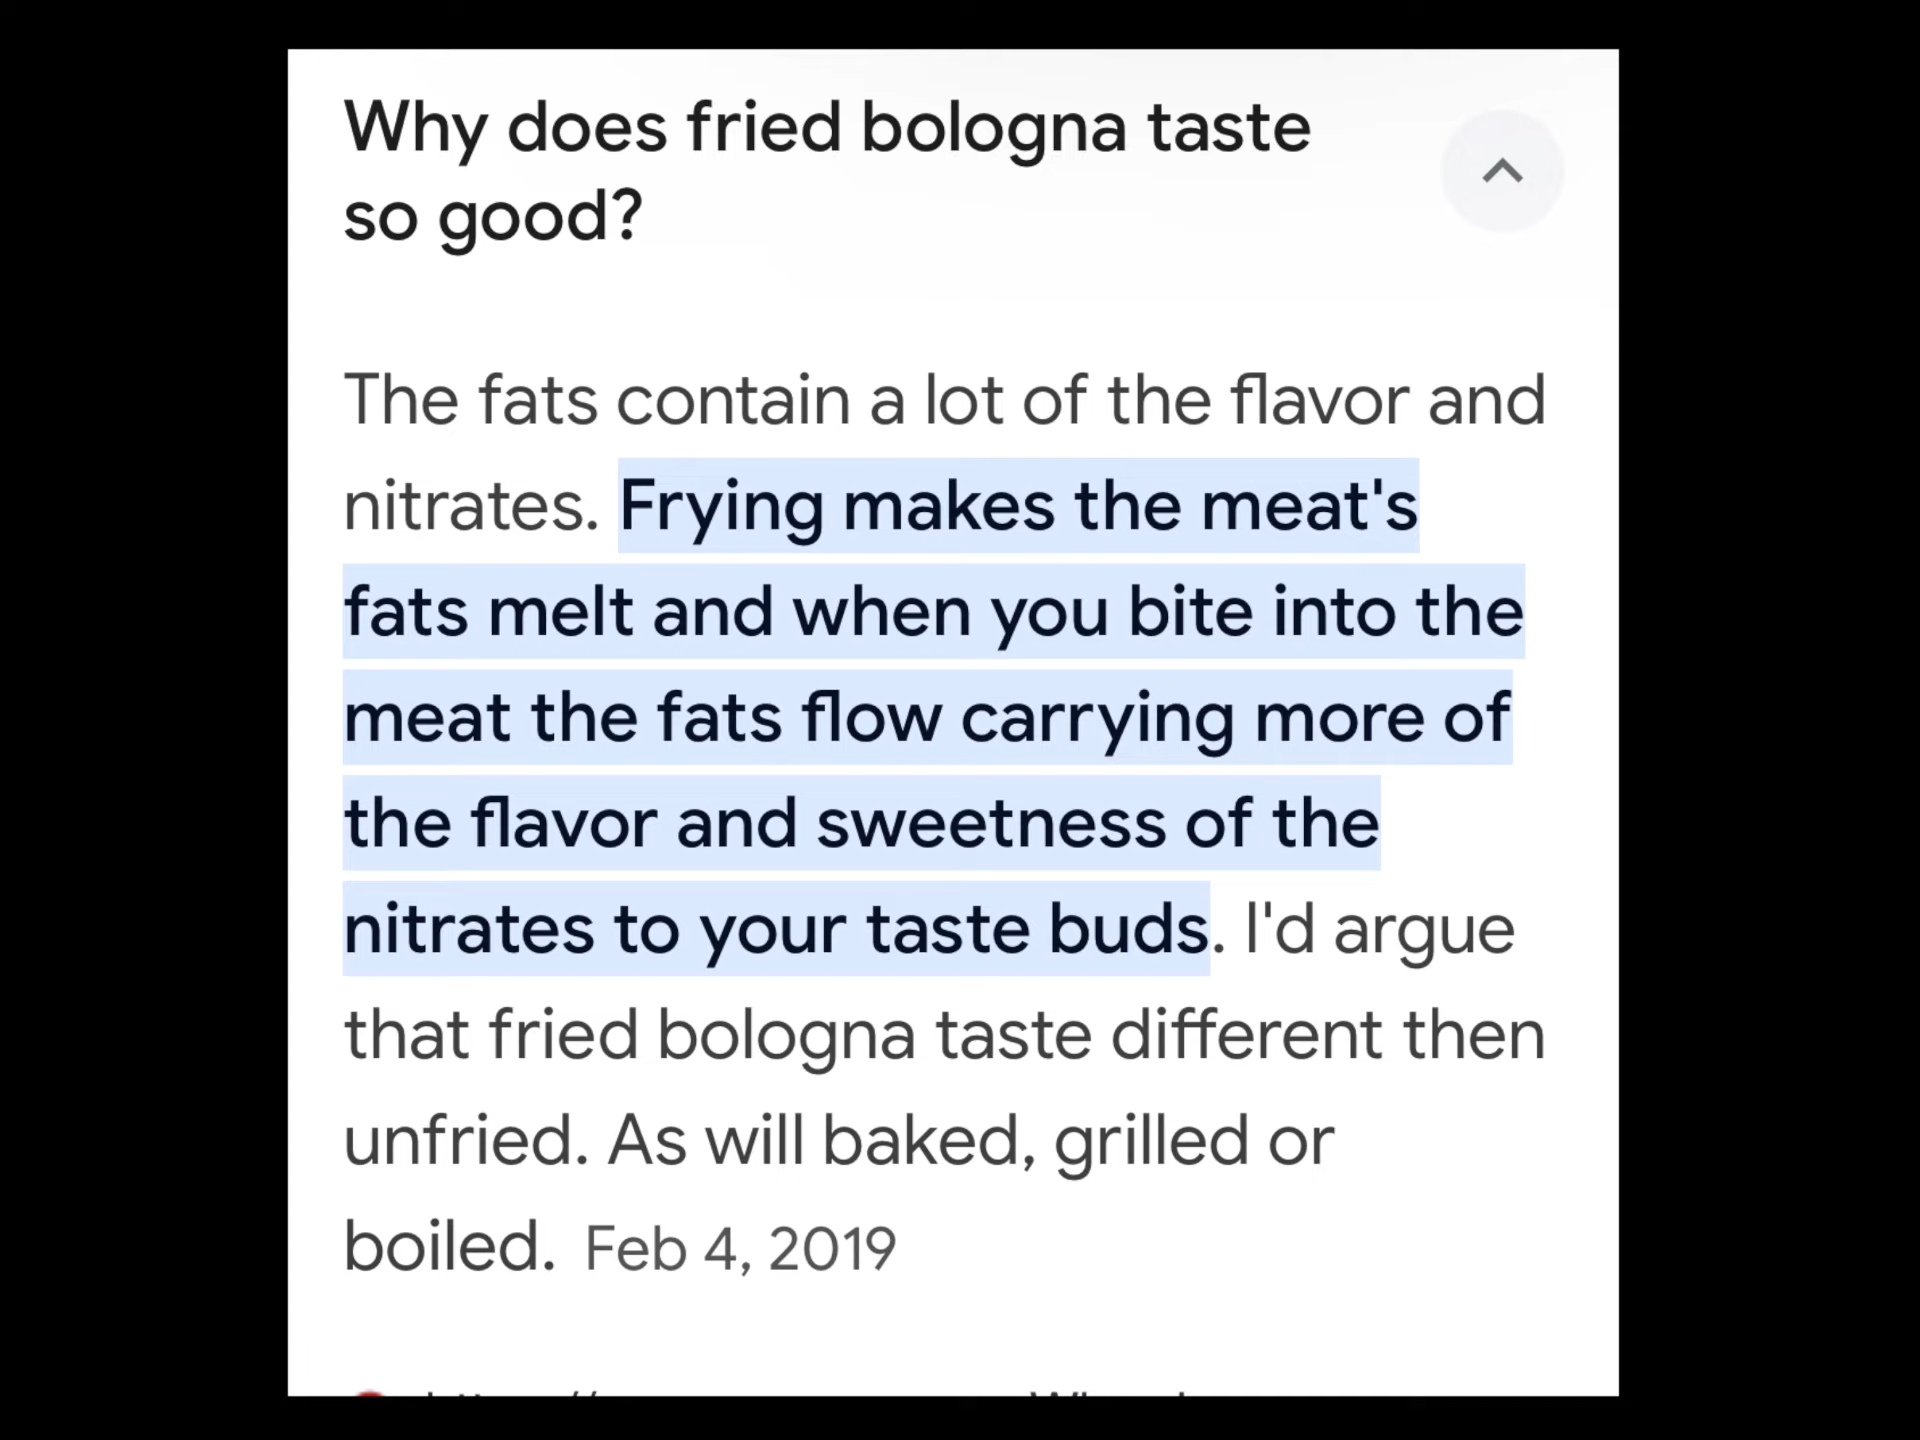 Why does fried bologna taste
so good?
The fats contain a lot of the flavor and
nitrates. Frying makes the meat's
fats melt and when you bite into the
meat the fats flow carrying more of
the flavor and sweetness of the
nitrates to your taste buds. I'd argue
that fried bologna taste different then
unfried. As will baked, grilled or
boiled. Feb 4, 2019